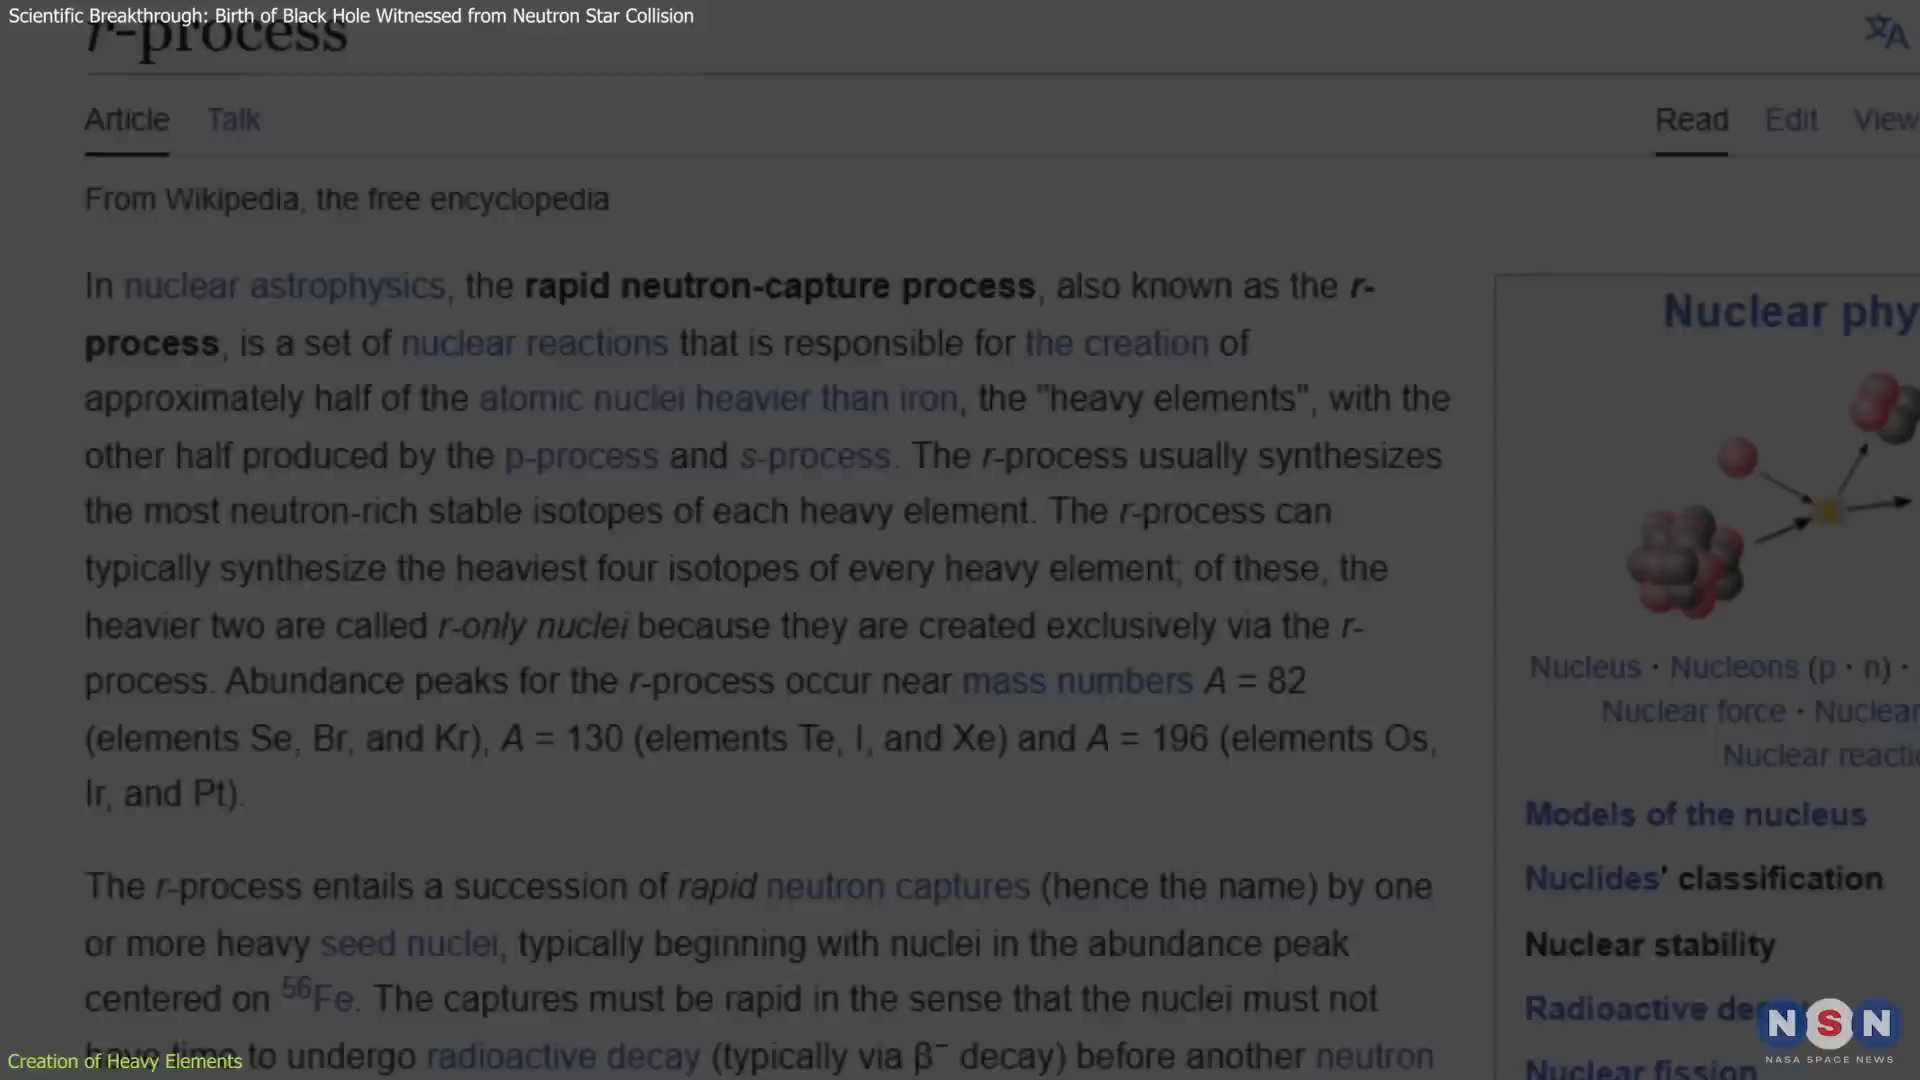 Scientific Breakthrough: Birth of Black Hole Witnessed from Neutron Star Collision
r-process
Article Talk
Read Edit View
From Wikipedia, the free encyclopedia
In nuclear astrophysics, the rapid neutron-capture process, also known as the r-
process, is a set of nuclear reactions that is responsible for the creation of
approximately half of the atomic nuclei heavier than iron, the "heavy elements", with the
other half produced by the p-process and s-process. The r-process usually synthesizes
the most neutron-rich stable isotopes of each heavy element. The r-process can
typically synthesize the heaviest four isotopes of every heavy element; of these, the
heavier two are called r-only nuclei because they are created exclusively via the r-
process. Abundance peaks for the r-process occur near mass numbers A = 82
(elements Se, Br, and Kr), A = 130 (elements Te, I, and Xe) and A = 196 (elements Os,
Ir, and Pt).
The r-process entails a succession of rapid neutron captures (hence the name) by one
or more heavy seed nuclei, typically beginning with nuclei in the abundance peak
centered on ⁵⁶Fe. The captures must be rapid in the sense that the nuclei must not
have time to undergo radioactive decay (typically via β⁻ decay) before another neutron
Nuclear phy
Nucleus · Nucleons (p · n) ·
Nuclear force · Nuclear
Nuclear reactio
Models of the nucleus
Nuclides' classification
Nuclear stability
Radioactive de
Nuclear fission
Creation of Heavy Elements
NSN
NASA SPACE NEWS